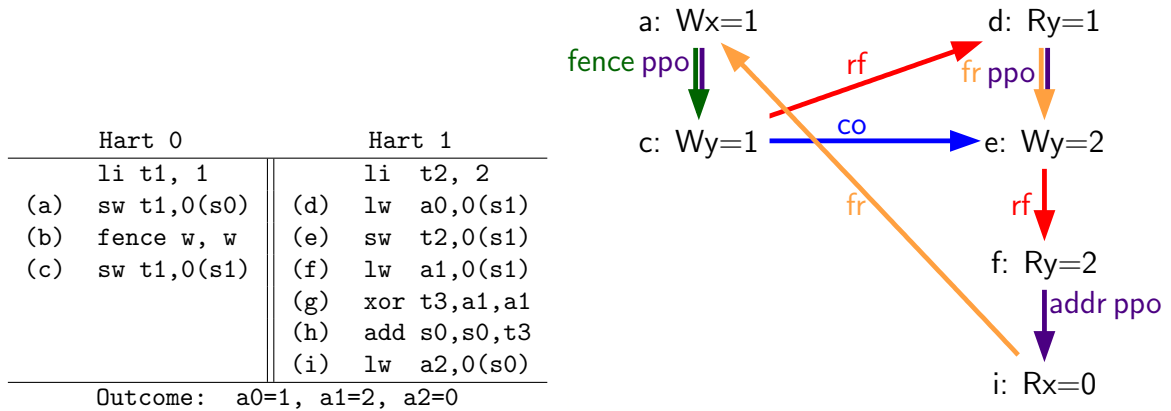 Hart 0 Hart 1
li t1, 1 li t2, 2
(a) sw t1,0(s0) (d) lw a0,0(s1)
(b) fence w, w (e) sw t2,0(s1)
(c) sw t1,0(s1) (f) lw a1,0(s1)
(g) xor t3,a1,a1
(h) add s0,s0,t3
(i) lw a2,0(s0)
Outcome: a0=1, a1=2, a2=0
a: Wx=1 d: Ry=1
fence ppo rf fr ppo
c: Wy=1 co e: Wy=2
fr rf
f: Ry=2
addr ppo
i: Rx=0